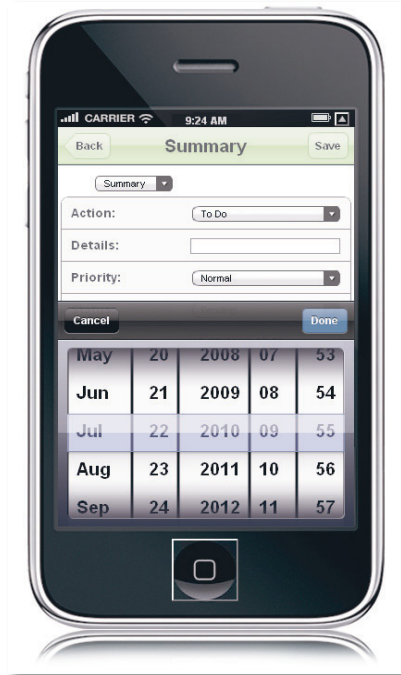 CARRIER 9:24 AM
Back Summary Save
Summary
Action: To Do
Details:
Priority: Normal
Cancel Done
May 20 2008 07 53
Jun 21 2009 08 54
Jul 22 2010 09 55
Aug 23 2011 10 56
Sep 24 2012 11 57